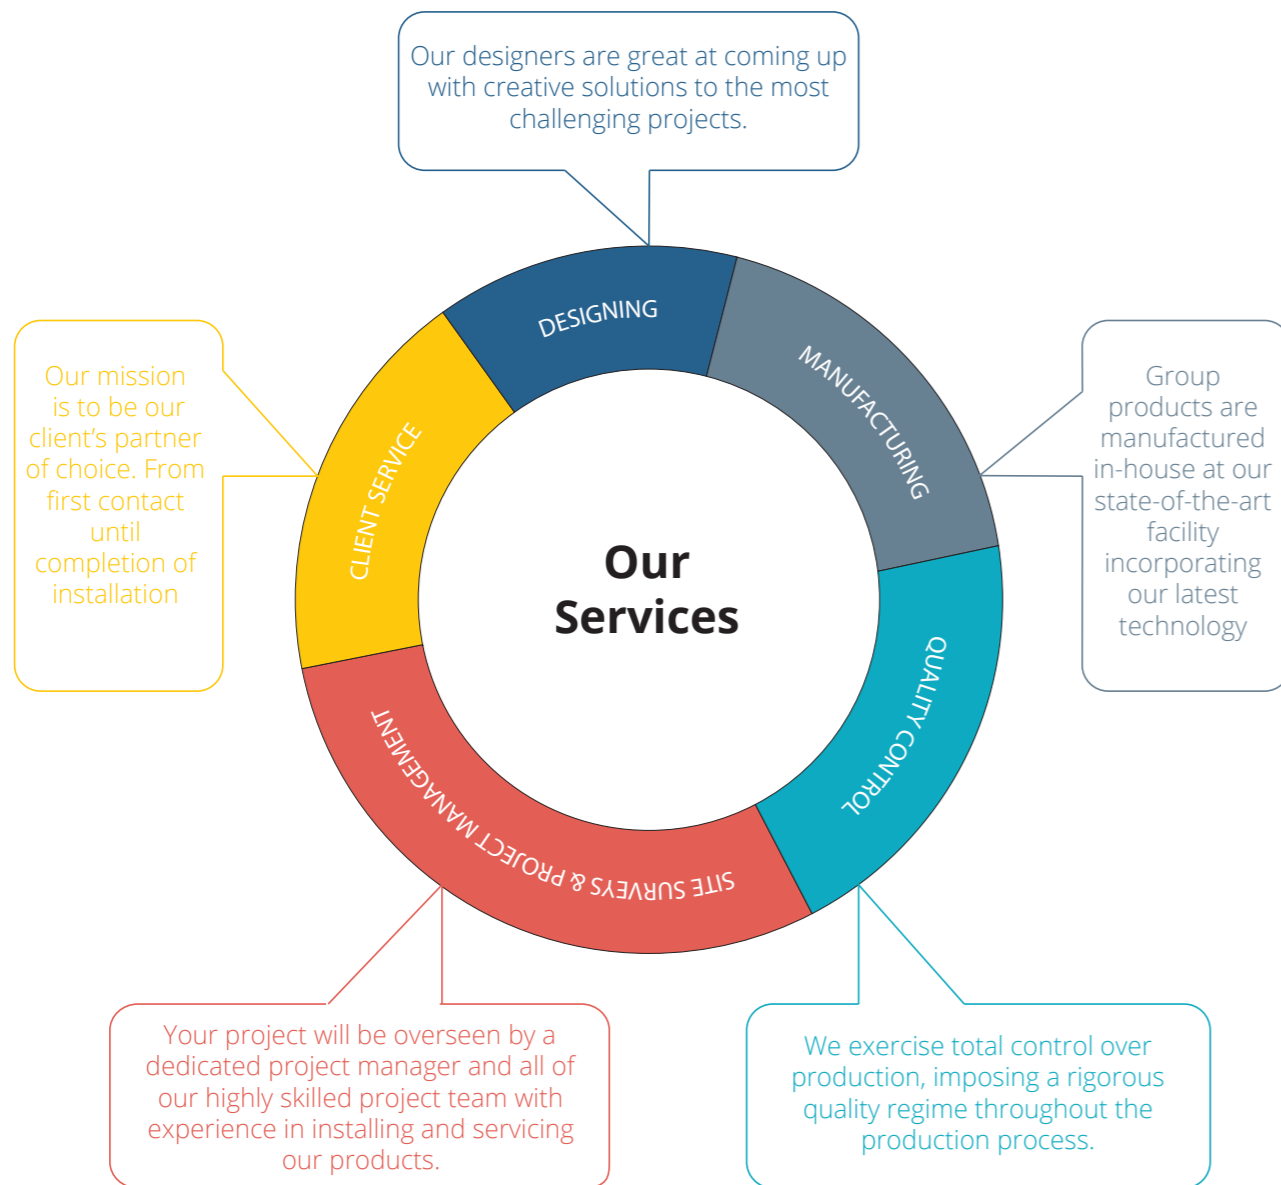 Our designers are great at coming up
with creative solutions to the most
challenging projects.
DESIGNING
MANUFACTURING
Group
products are
manufactured
in-house at our
state-of-the-art
facility
incorporating
our latest
technology
QUALITY CONTROL
We exercise total control over
production, imposing a rigorous
quality regime throughout the
production process.
SITE SURVEYS & PROJECT MANAGEMENT
Your project will be overseen by a
dedicated project manager and all of
our highly skilled project team with
experience in installing and servicing
our products.
CLIENT SERVICE
Our mission
is to be our
client’s partner
of choice. From
first contact
until
completion of
installation
Our
Services